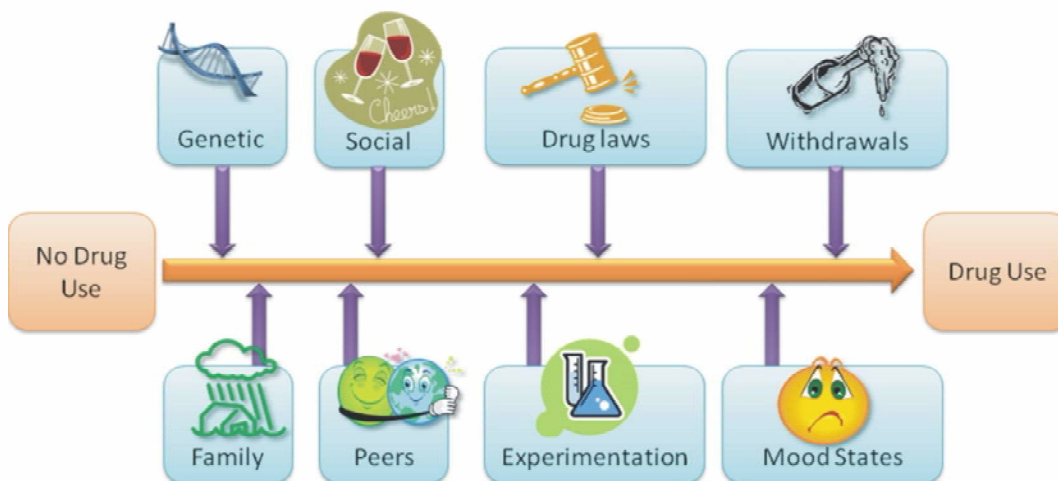 Cheers!
Genetic
Social
Drug laws
Withdrawals
No Drug
Use
Drug Use
Family
Peers
Experimentation
Mood States